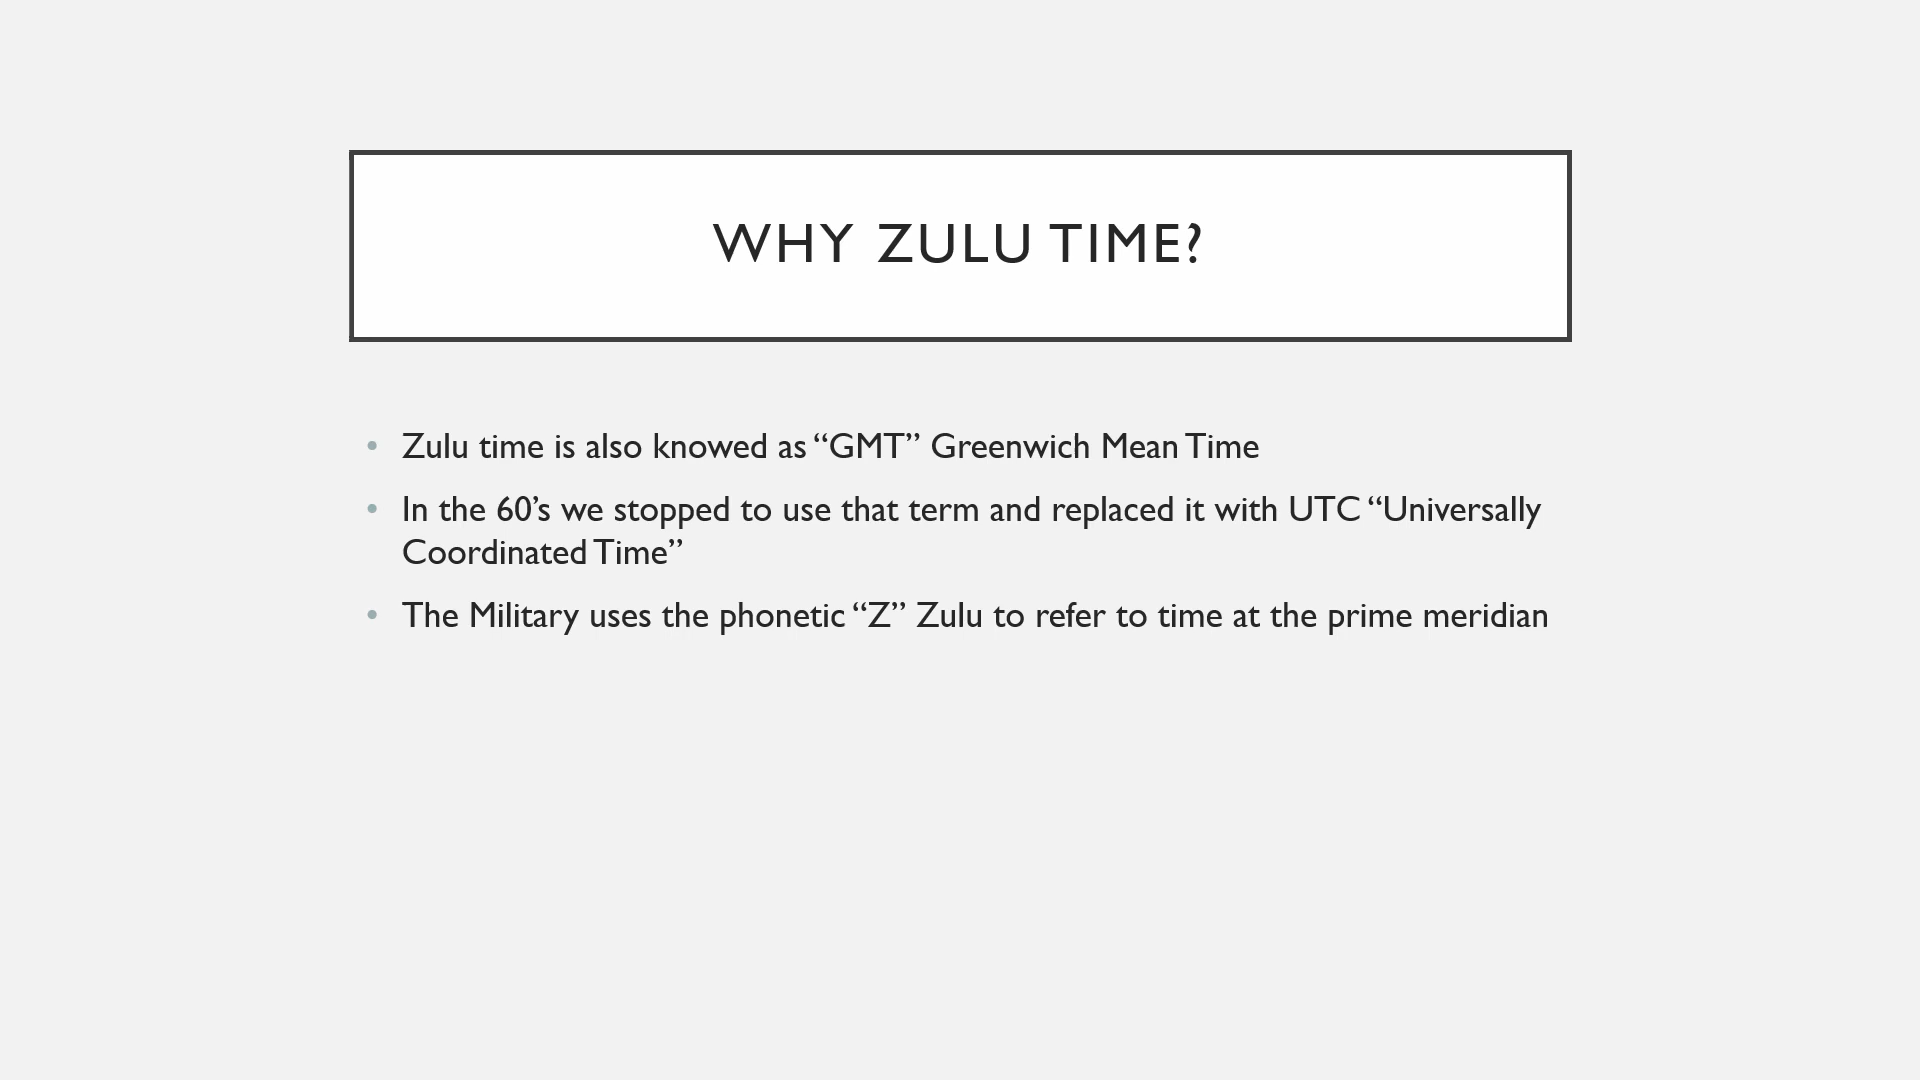 WHY ZULU TIME?
• Zulu time is also knowed as “GMT” Greenwich Mean Time
• In the 60’s we stopped to use that term and replaced it with UTC “Universally
Coordinated Time”
• The Military uses the phonetic “Z” Zulu to refer to time at the prime meridian